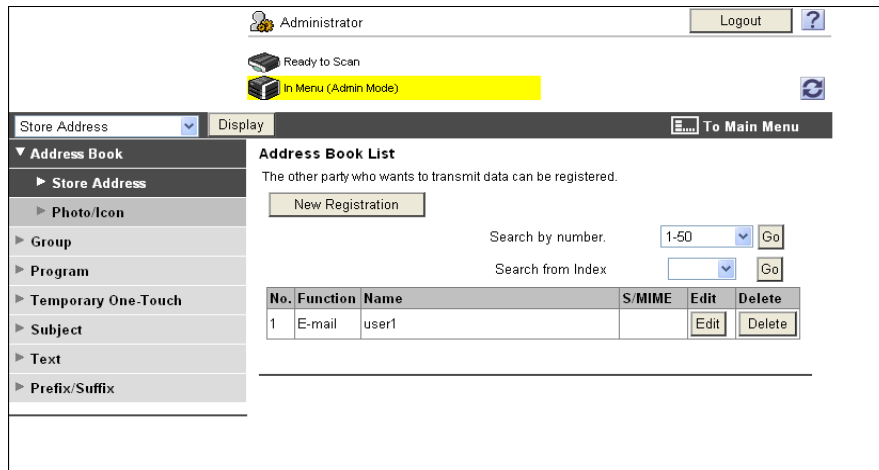 Administrator
Logout
?
Ready to Scan
In Menu (Admin Mode)
Store Address
Display
To Main Menu
Address Book
Store Address
Photo/Icon
Group
Program
Temporary One-Touch
Subject
Text
Prefix/Suffix
Address Book List
The other party who wants to transmit data can be registered.
New Registration
Search by number. 1-50 Go
Search from Index Go
No. Function Name S/MIME Edit Delete
1 E-mail user1 Edit Delete